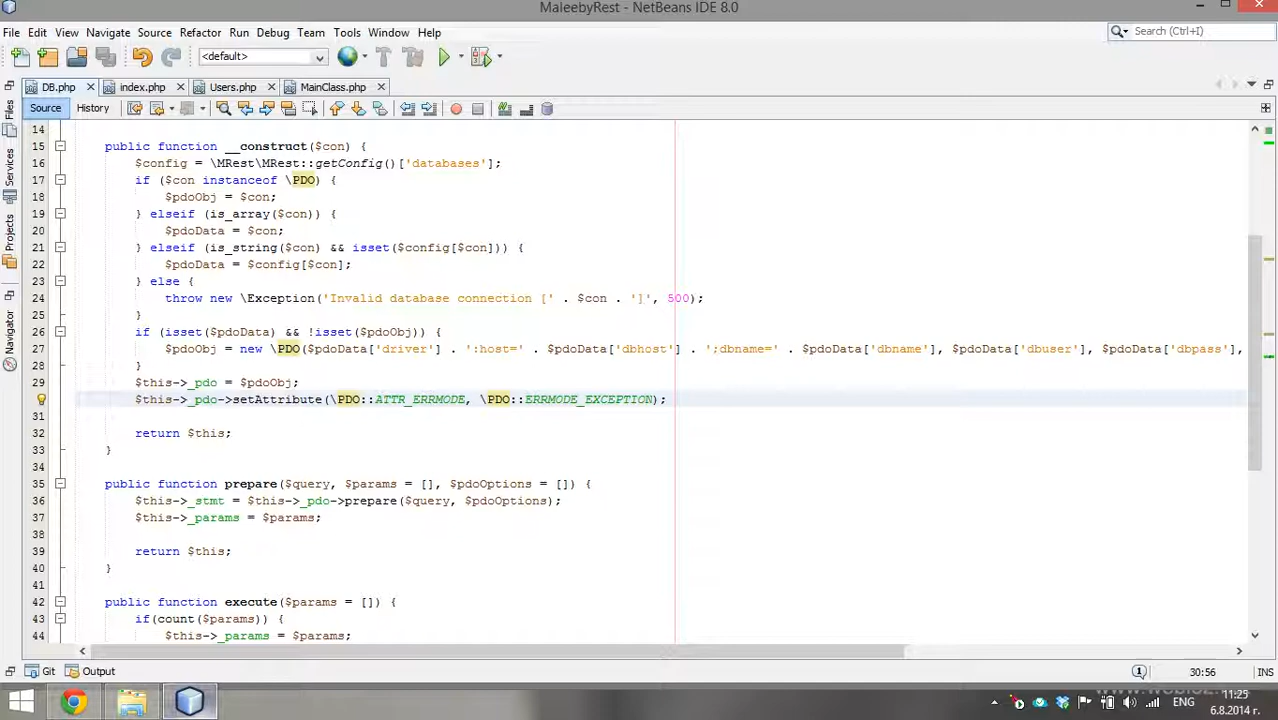 MaleebyRest - NetBeans IDE 8.0
File Edit View Navigate Source Refactor Run Debug Team Tools Window Help
Search (Ctrl+I)
<default>
DB.php index.php Users.php MainClass.php
Source History
Files
Services
Projects
Navigator
14
15 public function __construct($con) {
16 $config = \MRest\MRest::getConfig()['databases'];
17 if ($con instanceof \PDO) {
18 $pdoObj = $con;
19 } elseif (is_array($con)) {
20 $pdoData = $con;
21 } elseif (is_string($con) && isset($config[$con])) {
22 $pdoData = $config[$con];
23 } else {
24 throw new \Exception('Invalid database connection [' . $con . ']', 500);
25 }
26 if (isset($pdoData) && !isset($pdoObj)) {
27 $pdoObj = new \PDO($pdoData['driver'] . ':host=' . $pdoData['dbhost'] . ';dbname=' . $pdoData['dbname'], $pdoData['dbuser'], $pdoData['dbpass'],
28 }
29 $this->_pdo = $pdoObj;
$this->_pdo->setAttribute(\PDO::ATTR_ERRMODE, \PDO::ERRMODE_EXCEPTION);
31
32 return $this;
33 }
34
35 public function prepare($query, $params = [], $pdoOptions = []) {
36 $this->_stmt = $this->_pdo->prepare($query, $pdoOptions);
37 $this->_params = $params;
38
39 return $this;
40 }
41
42 public function execute($params = []) {
43 if(count($params)) {
44 $this->_params = $params;
Git Output
30:56 INS
ENG
11:25
6.8.2014 г.